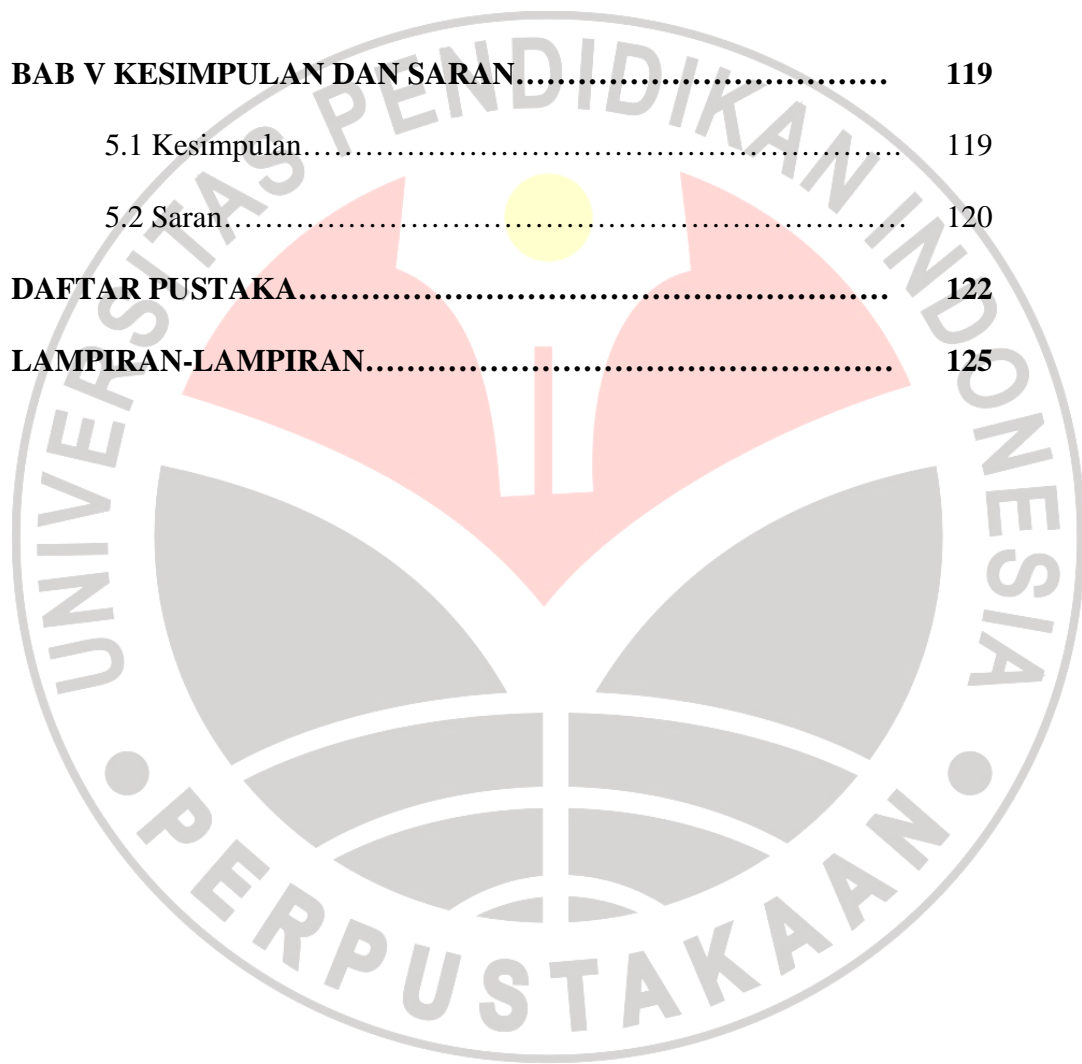 BAB V KESIMPULAN DAN SARAN……………………………… 119
5.1 Kesimpulan…………………………………………………. 119
5.2 Saran………………………………………………………… 120
DAFTAR PUSTAKA………………………………………………… 122
LAMPIRAN-LAMPIRAN…………………………………………… 125
UNIVERSITAS PENDIDIKAN INDONESIA
PERPUSTAKAAN